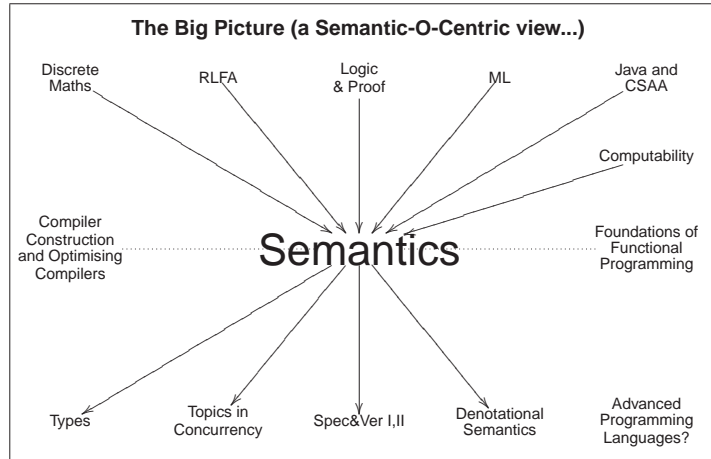 The Big Picture (a Semantic-O-Centric view...)
Discrete
Maths
RLFA
Logic
& Proof
ML
Java and
CSAA
Computability
Compiler
Construction
and Optimising
Compilers
Semantics
Foundations of
Functional
Programming
Types
Topics in
Concurrency
Spec&Ver I,II
Denotational
Semantics
Advanced
Programming
Languages?